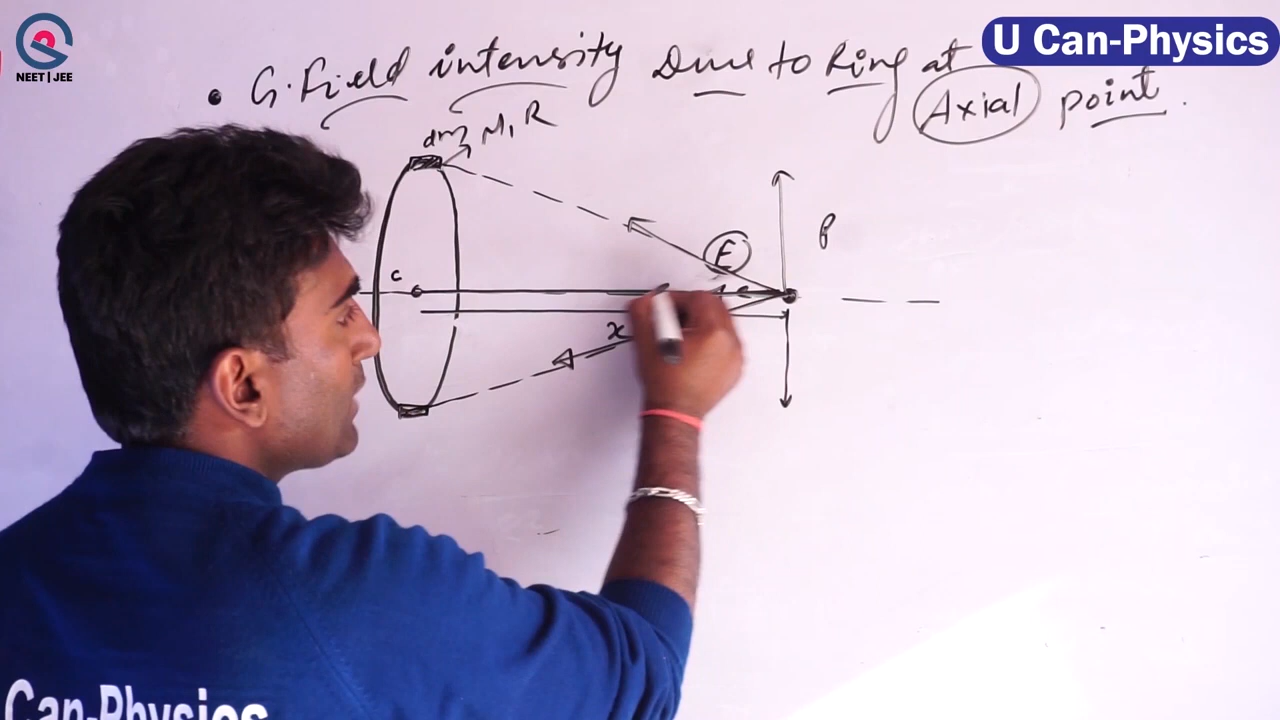 U Can-Physics
NEET | JEE
• G. Field intensity Due to Ring at
Axial point.
dm M, R
P
E
C
x
Can-Physics